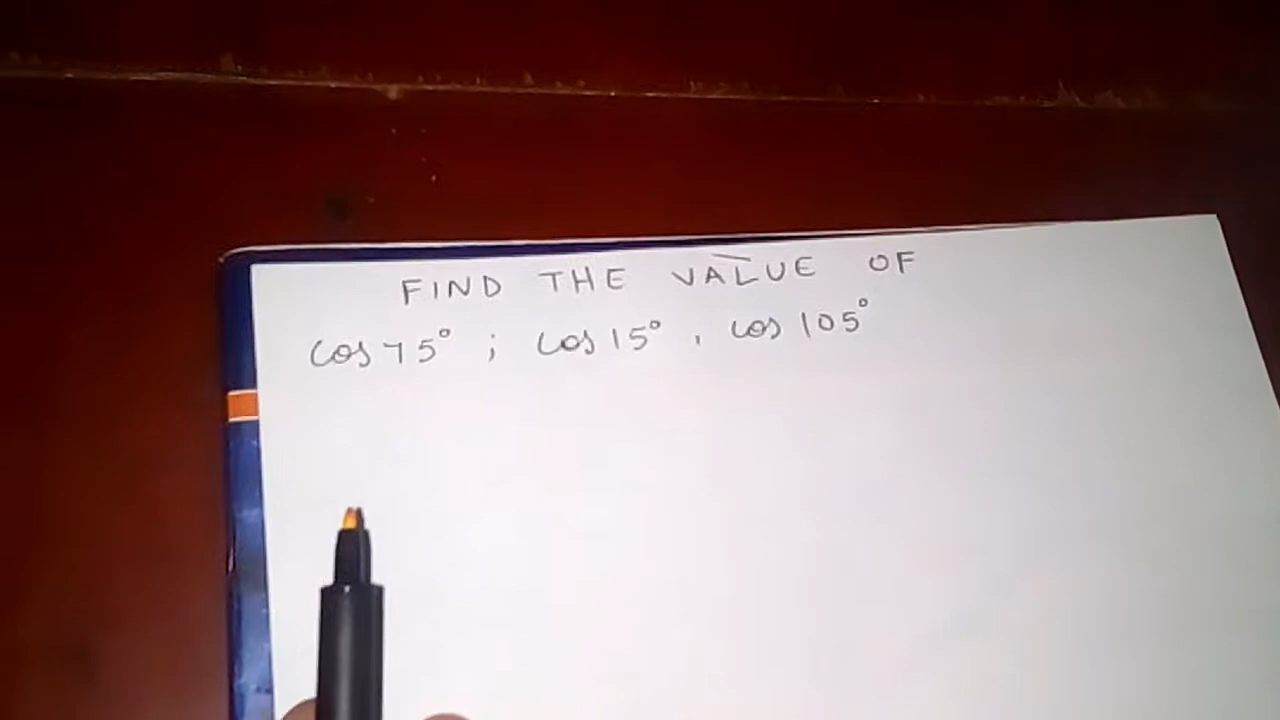 FIND THE VALUE OF
cos 75° ; cos 15° , cos 105°